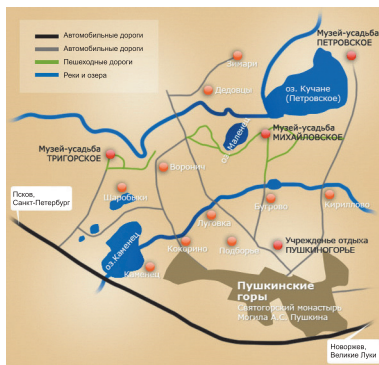 Автомобильные дороги
Автомобильные дороги
Пешеходные дороги
Реки и озера
Музей-усадьба
ПЕТРОВСКОЕ
Зимари
Дедовцы
оз. Кучане
(Петровское)
оз. Маленец
Музей-усадьба
МИХАЙЛОВСКОЕ
Музей-усадьба
ТРИГОРСКОЕ
Воронич
Шаробыки
Псков,
Санкт-Петербург
Бугрово
Кириллово
Луговка
оз. Каменец
Кокорино
Подборье
Учрежденье отдыха
ПУШКИНОГОРЬЕ
Каменец
Пушкинские
горы
Святогорский монастырь
Могила А.С. Пушкина
Новоржев,
Великие Луки